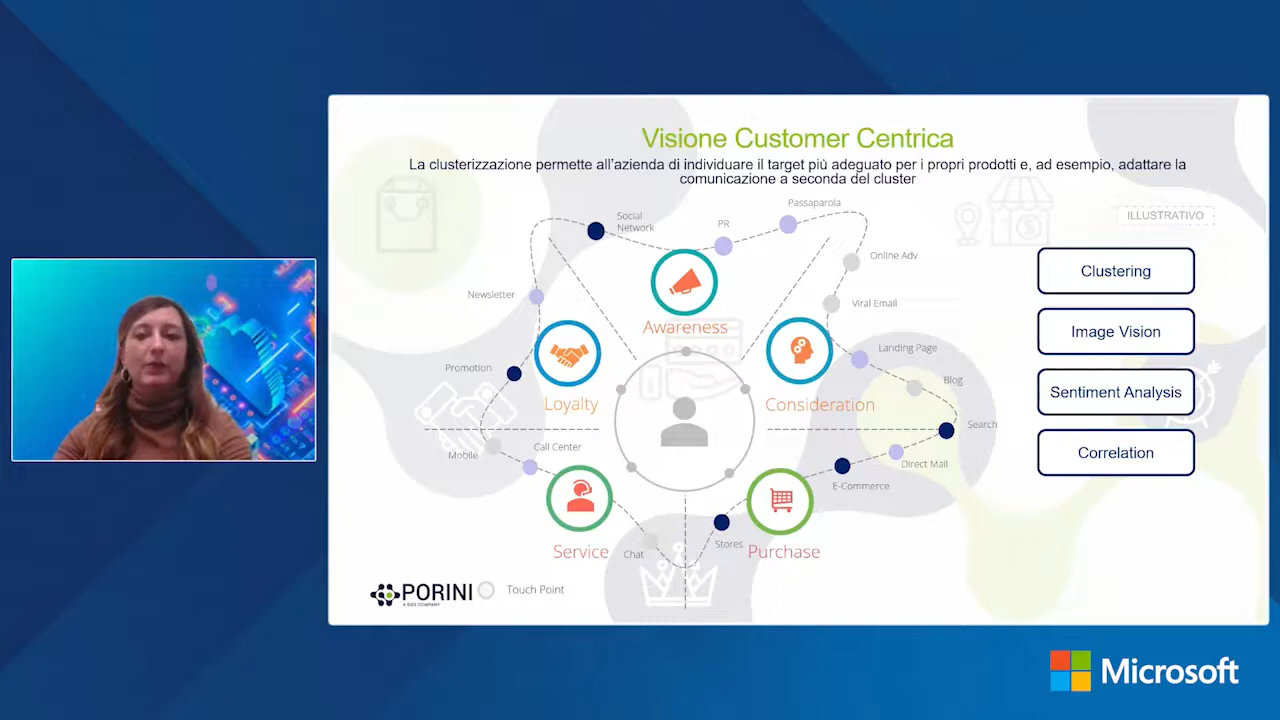 Visione Customer Centrica
La clusterizzazione permette all'azienda di individuare il target più adeguato per i propri prodotti e, ad esempio, adattare la
comunicazione a seconda del cluster
ILLUSTRATIVO
Social
Network
PR
Passaparola
Online Adv
Newsletter
Viral Email
Awareness
Landing Page
Promotion
Blog
Loyalty
Consideration
Search
Mobile
Call Center
Direct Mail
E-Commerce
Service
Chat
Stores
Purchase
Clustering
Image Vision
Sentiment Analysis
Correlation
PORINI
A DGS COMPANY
Touch Point
Microsoft